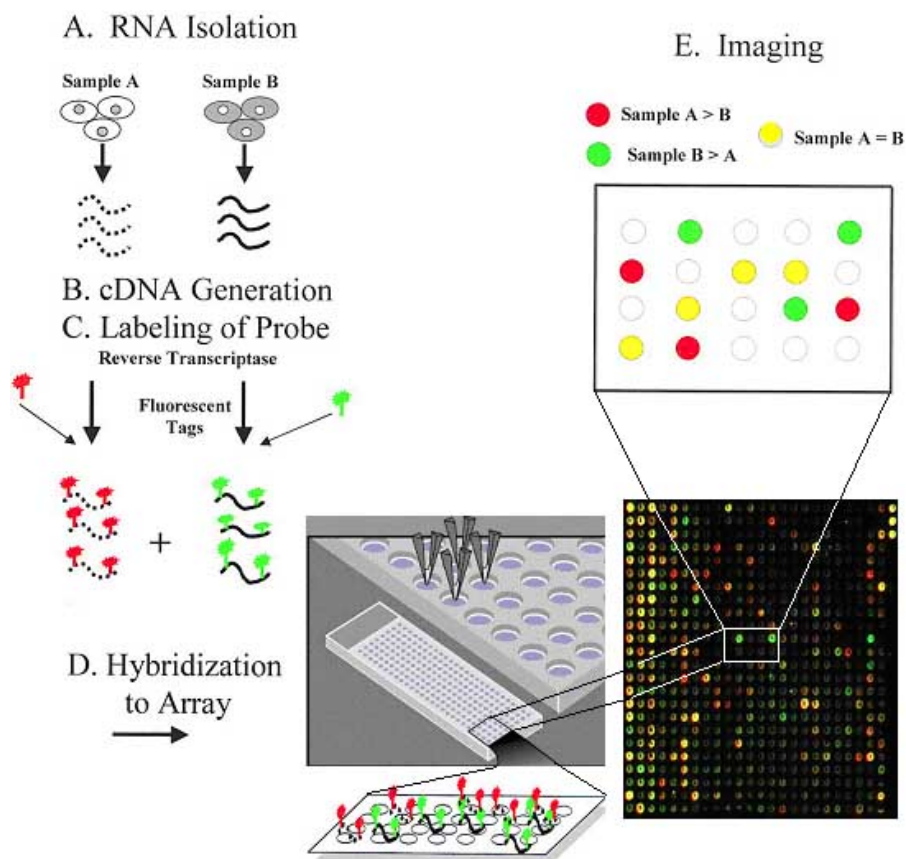 A. RNA Isolation
Sample A
Sample B
B. cDNA Generation
C. Labeling of Probe
Reverse Transcriptase
Fluorescent
Tags
+
D. Hybridization
to Array
E. Imaging
Sample A > B
Sample B > A
Sample A = B